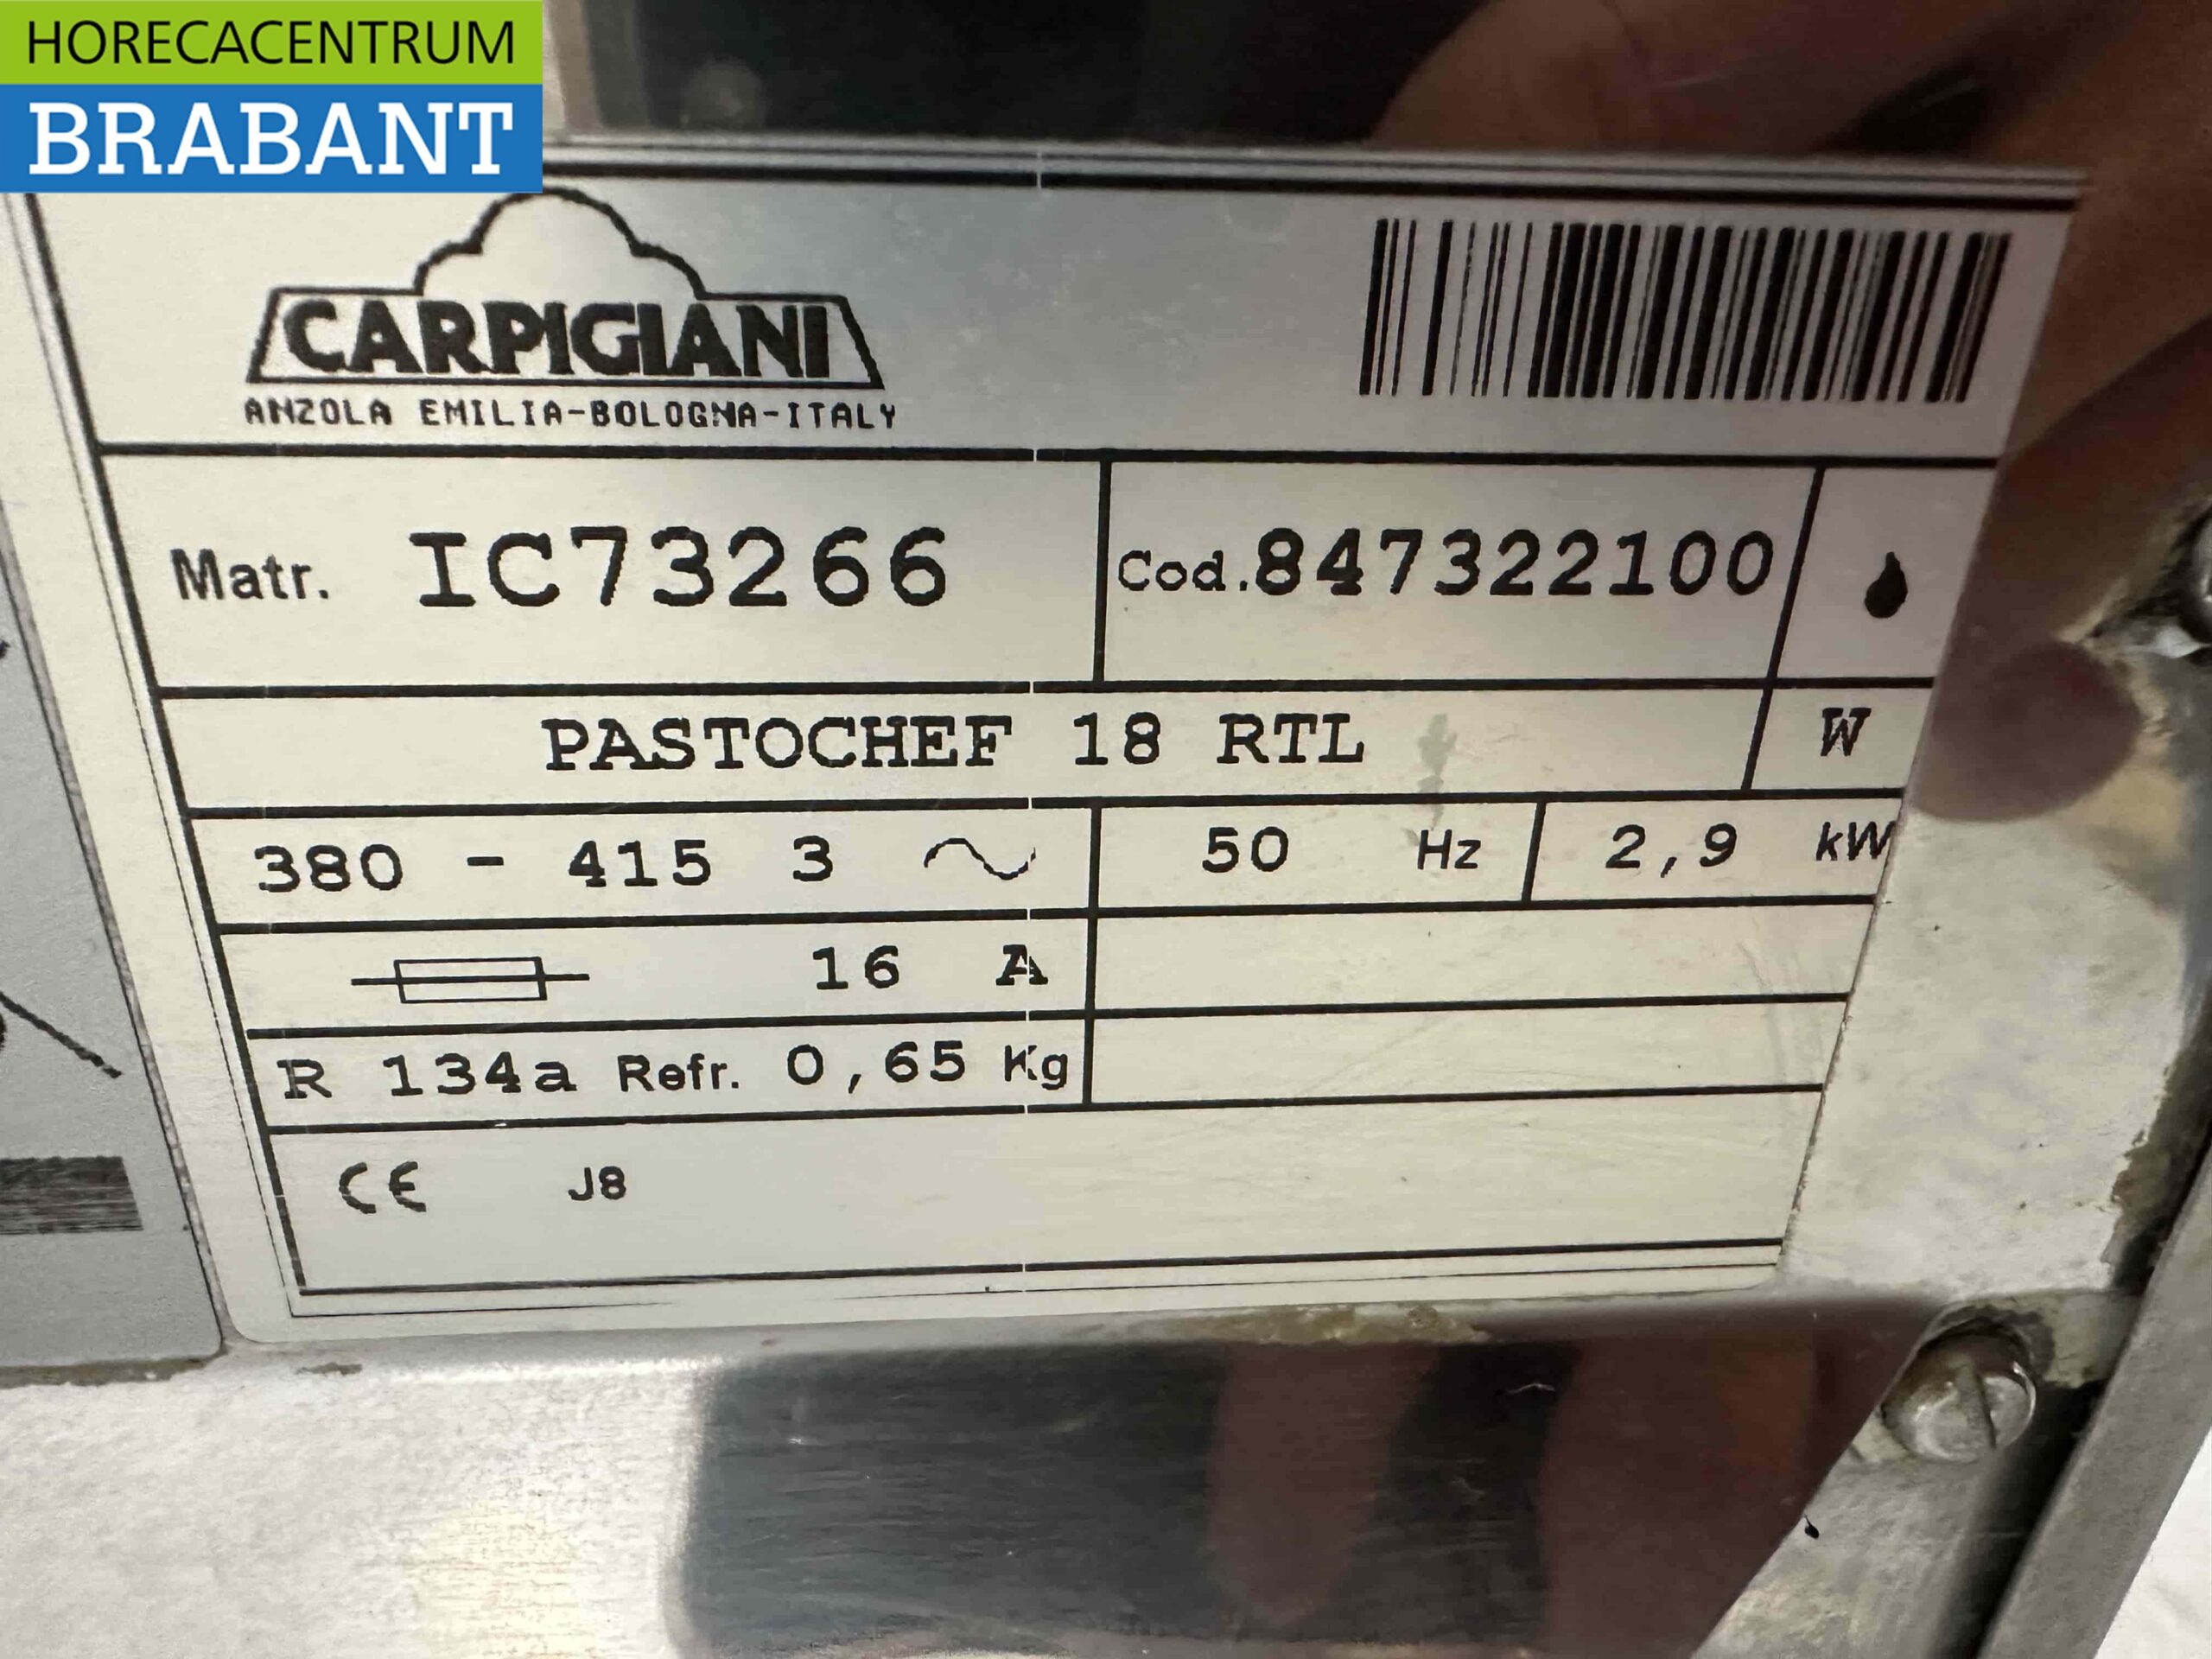 HORECACENTRUM
BRABANT
CARPIGIANI
ANZOLA EMILIA-BOLOGNA-ITALY
Matr. IC73266 Cod. 847322100
PASTOCHEF 18 RTL W
380 - 415 3 ~ 50 Hz 2,9 kW
16 A
R 134a Refr. 0,65 Kg
CE J8